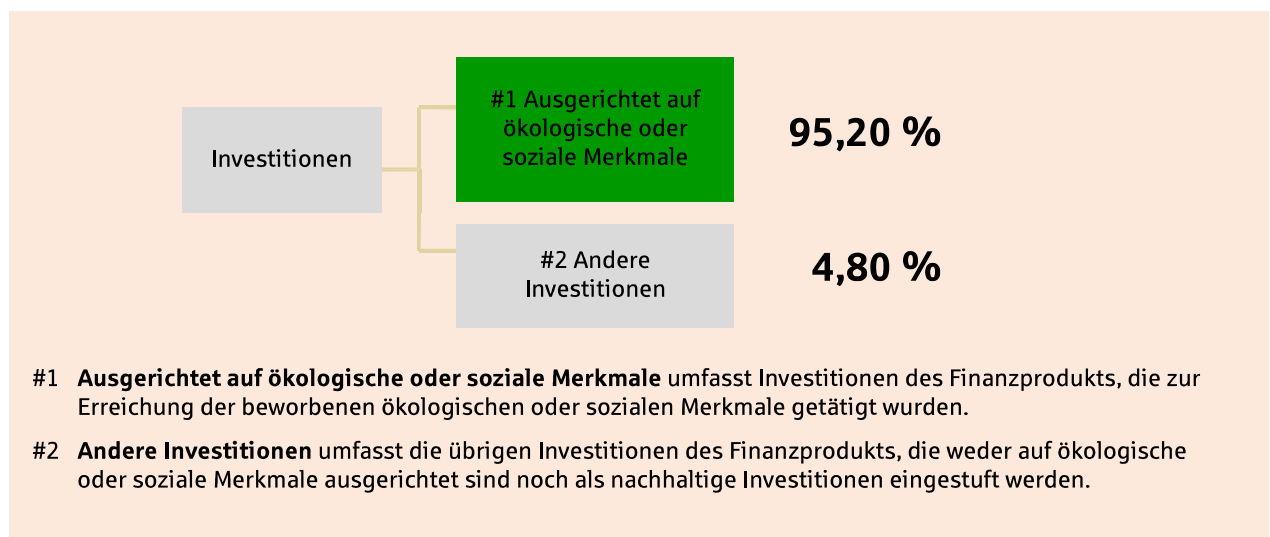 Investitionen
#1 Ausgerichtet auf
ökologische oder
soziale Merkmale
95,20 %
#2 Andere
Investitionen
4,80 %
#1 Ausgerichtet auf ökologische oder soziale Merkmale umfasst Investitionen des Finanzprodukts, die zur
Erreichung der beworbenen ökologischen oder sozialen Merkmale getätigt wurden.
#2 Andere Investitionen umfasst die übrigen Investitionen des Finanzprodukts, die weder auf ökologische
oder soziale Merkmale ausgerichtet sind noch als nachhaltige Investitionen eingestuft werden.